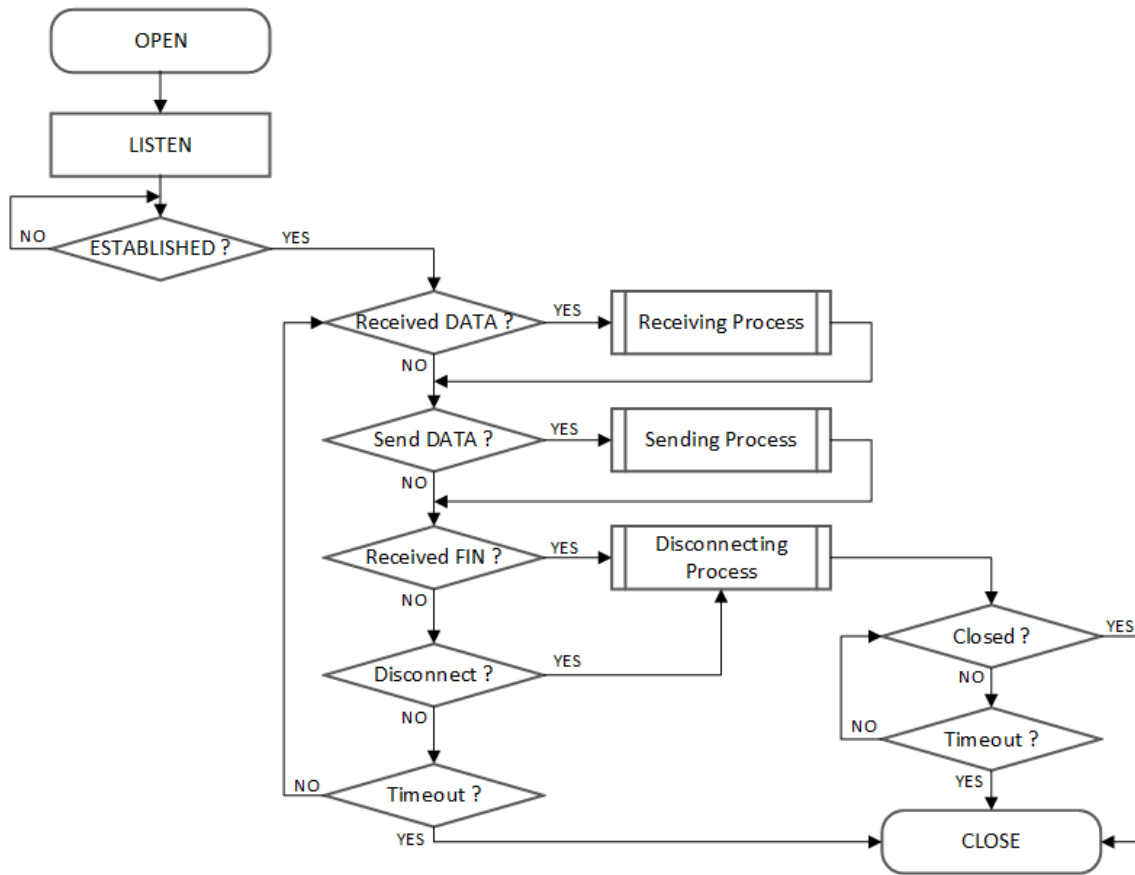 OPEN
LISTEN
NO
ESTABLISHED ?
YES
Received DATA ?
YES
Receiving Process
NO
Send DATA ?
YES
Sending Process
NO
Received FIN ?
YES
Disconnecting
Process
NO
Closed ?
YES
Disconnect ?
YES
NO
NO
NO
Timeout ?
NO
Timeout ?
YES
YES
CLOSE